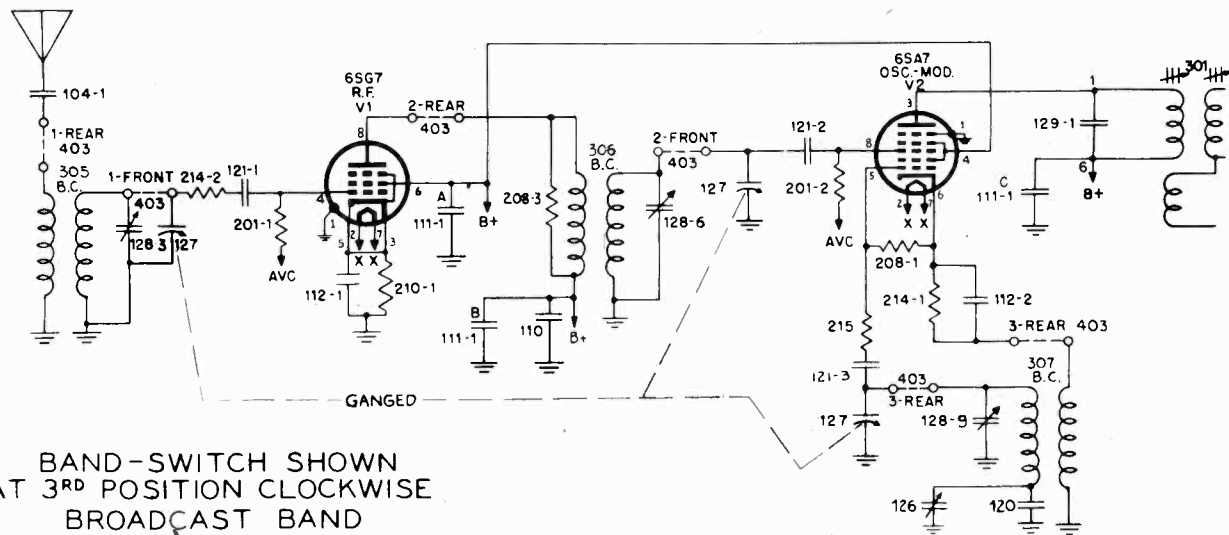 104-1
1-REAR
403
305
B.C.
1-FRONT
403
214-2
121-1
128-3
127
201-1
AVC
6SG7
R.F.
V1
8
4
1
6
5
2
7
3
X X
112-1
210-1
A
111-1
B+
2-REAR
403
208-3
B
111-1
110
B+
306
B.C.
2-FRONT
403
128-6
127
121-2
201-2
AVC
6SA7
OSC.-MOD.
V2
3
8
1
4
5
2
7
6
X X
208-1
214-1
112-2
215
121-3
403
3-REAR
127
128-9
3-REAR 403
307
B.C.
126
120
1
129-1
C
111-1
6
B+
301
GANGED
BAND-SWITCH SHOWN
AT 3RD POSITION CLOCKWISE
BROADCAST BAND